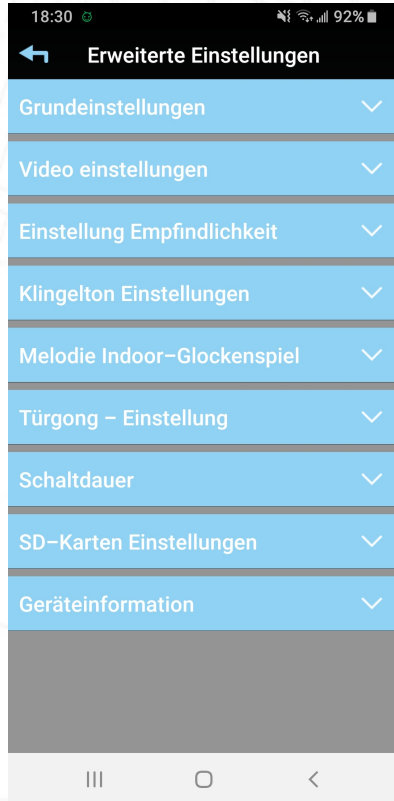 18:30 92%
Erweiterte Einstellungen
Grundeinstellungen
Video einstellungen
Einstellung Empfindlichkeit
Klingelton Einstellungen
Melodie Indoor-Glockenspiel
Türgong - Einstellung
Schaltdauer
SD-Karten Einstellungen
Geräteinformation